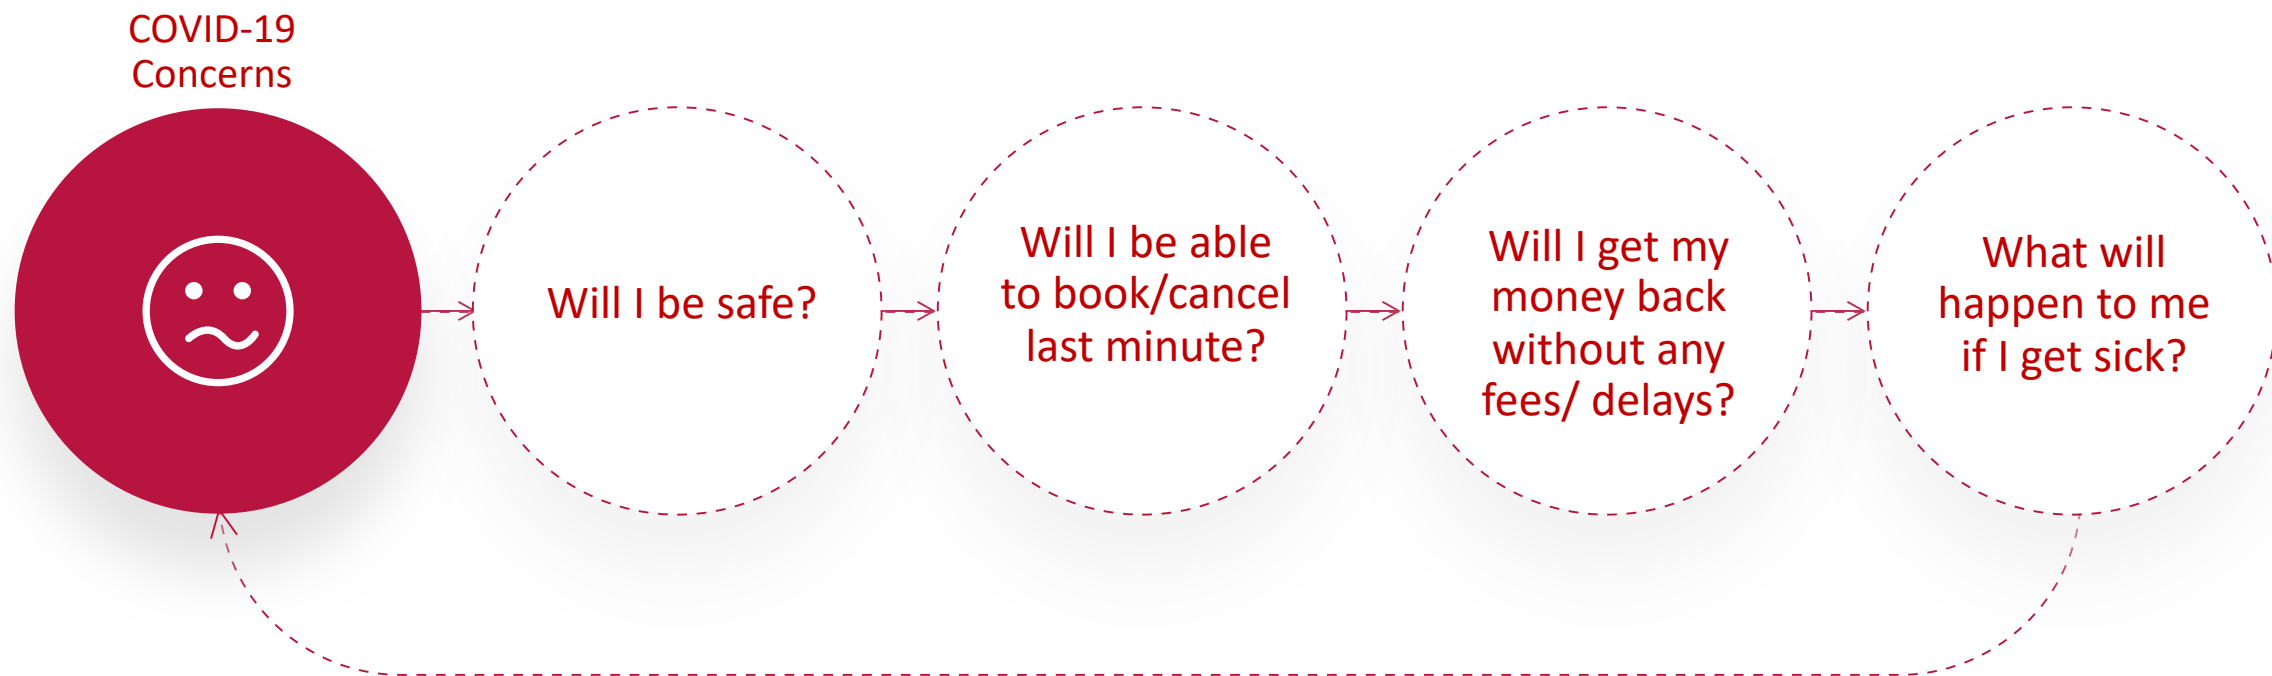 COVID-19
Concerns
Will I be safe?
Will I be able
to book/cancel
last minute?
Will I get my
money back
without any
fees/ delays?
What will
happen to me
if I get sick?